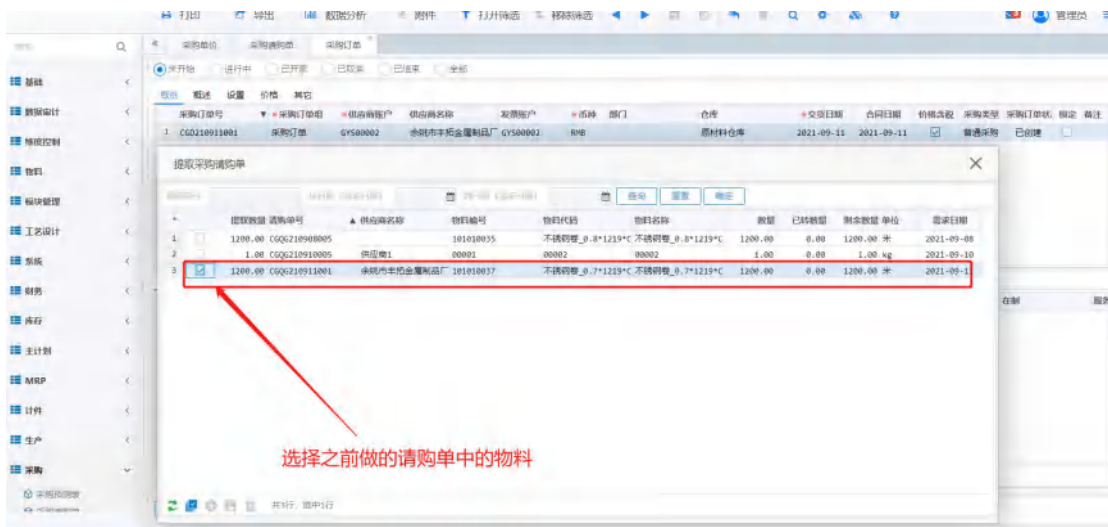 打印 导出 数据分析 附件 打开筛选 移除筛选 管理员
采购单价 采购请购单 采购订单
未开始 进行中 已开票 已取消 已结束 全部
概述 设置 价格 其它
采购订单号 采购订单组 供应商账户 供应商名称 发票账户 币种 部门 仓库 交货日期 合同日期 价格含税 采购类型 采购订单状 锁定 备注
1 CGD210911001 采购订单 GYS00002 余姚市丰拓金属制品厂 GYS00002 RMB 原材料仓库 2021-09-11 2021-09-11 普通采购 已创建
提取采购请购单
查询 重置 确定
提取数量 请购单号 供应商名称 物料编号 物料代码 物料名称 数量 已转数量 剩余数量 单位 需求日期
1 1200.00 CGQG210908005 101010035 不锈钢卷_0.8*1219*C 不锈钢卷_0.8*1219*C 1200.00 0.00 1200.00 米 2021-09-08
2 1.00 CGQG210910005 供应商1 00001 00002 00002 1.00 0.00 1.00 kg 2021-09-10
3 1200.00 CGQG210911001 余姚市丰拓金属制品厂 101010037 不锈钢卷_0.7*1219*C 不锈钢卷_0.7*1219*C 1200.00 0.00 1200.00 米 2021-09-1
在制 服务
选择之前做的请购单中的物料
共3行, 选中1行
基础
数据审计
维度控制
物料
模块管理
工艺设计
系统
财务
库存
主计划
MRP
计件
生产
采购